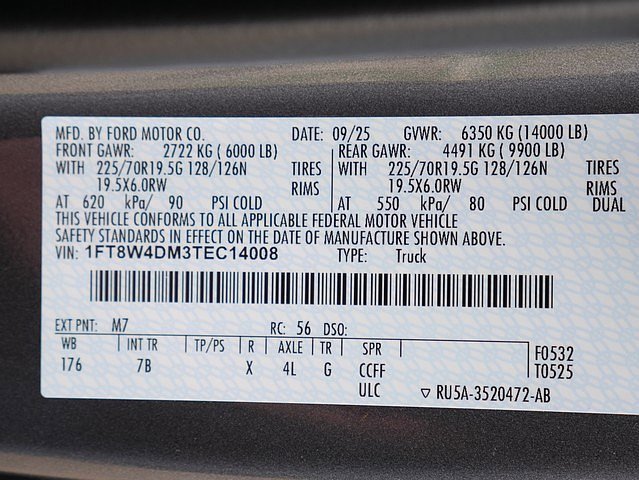 MFD. BY FORD MOTOR CO. DATE: 09/25 GVWR: 6350 KG (14000 LB)
FRONT GAWR: 2722 KG (6000 LB) REAR GAWR: 4491 KG (9900 LB)
WITH 225/70R19.5G 128/126N TIRES WITH 225/70R19.5G 128/126N TIRES
19.5X6.0RW RIMS 19.5X6.0RW RIMS
AT 620 kPa/ 90 PSI COLD AT 550 kPa/ 80 PSI COLD DUAL
THIS VEHICLE CONFORMS TO ALL APPLICABLE FEDERAL MOTOR VEHICLE
SAFETY STANDARDS IN EFFECT ON THE DATE OF MANUFACTURE SHOWN ABOVE.
VIN: 1FT8W4DM3TEC14008 TYPE: Truck
EXT PNT: M7 RC: 56 DSO:
WB INT TR TP/PS R AXLE TR SPR F0532
176 7B X 4L G CCFF T0525
ULC ▽ RU5A-3520472-AB